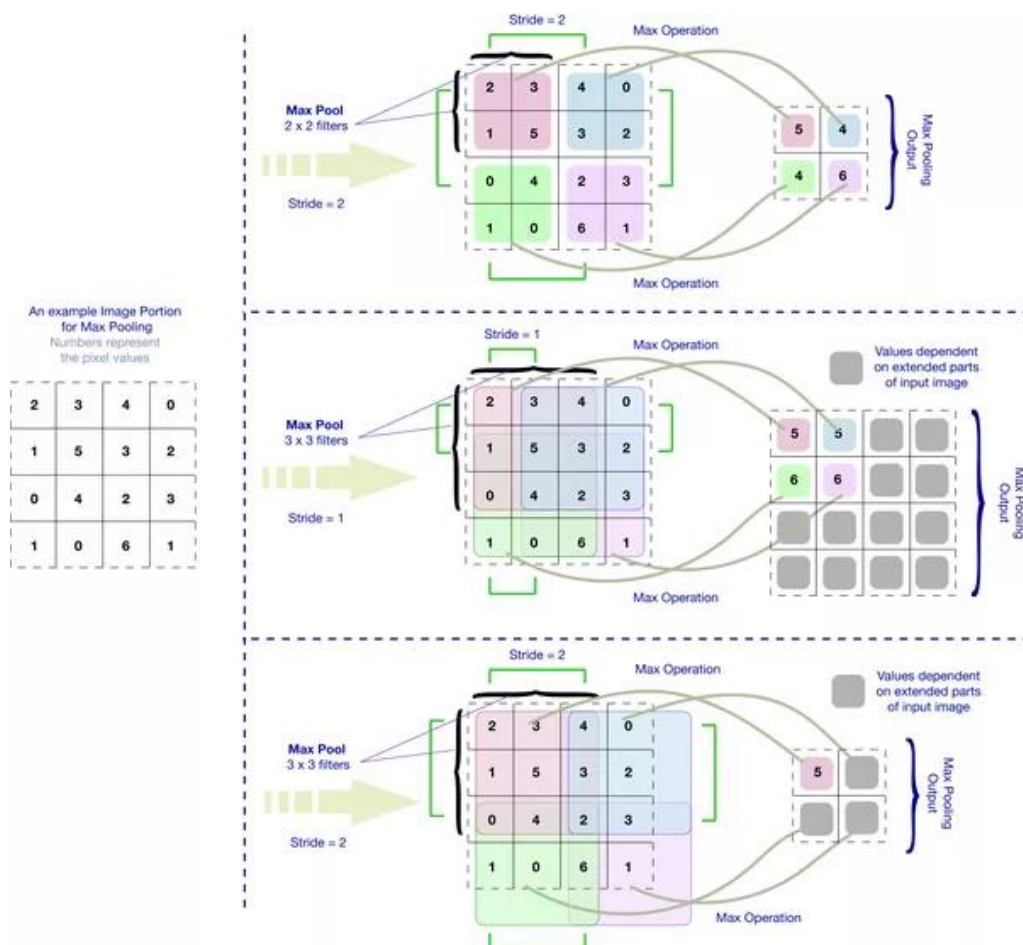 An example Image Portion
for Max Pooling
Numbers represent
the pixel values
2 3 4 0
1 5 3 2
0 4 2 3
1 0 6 1
Stride = 2
Max Operation
Max Pool
2 x 2 filters
Stride = 2
2 3 4 0
1 5 3 2
0 4 2 3
1 0 6 1
5 4
4 6
Max Pooling
Output
Max Operation
Stride = 1
Max Operation
Values dependent
on extended parts
of input image
Max Pool
3 x 3 filters
Stride = 1
2 3 4 0
1 5 3 2
0 4 2 3
1 0 6 1
5 5
6 6
Max Pooling
Output
Max Operation
Stride = 2
Max Operation
Values dependent
on extended parts
of input image
Max Pool
3 x 3 filters
Stride = 2
2 3 4 0
1 5 3 2
0 4 2 3
1 0 6 1
5
Max Pooling
Output
Max Operation